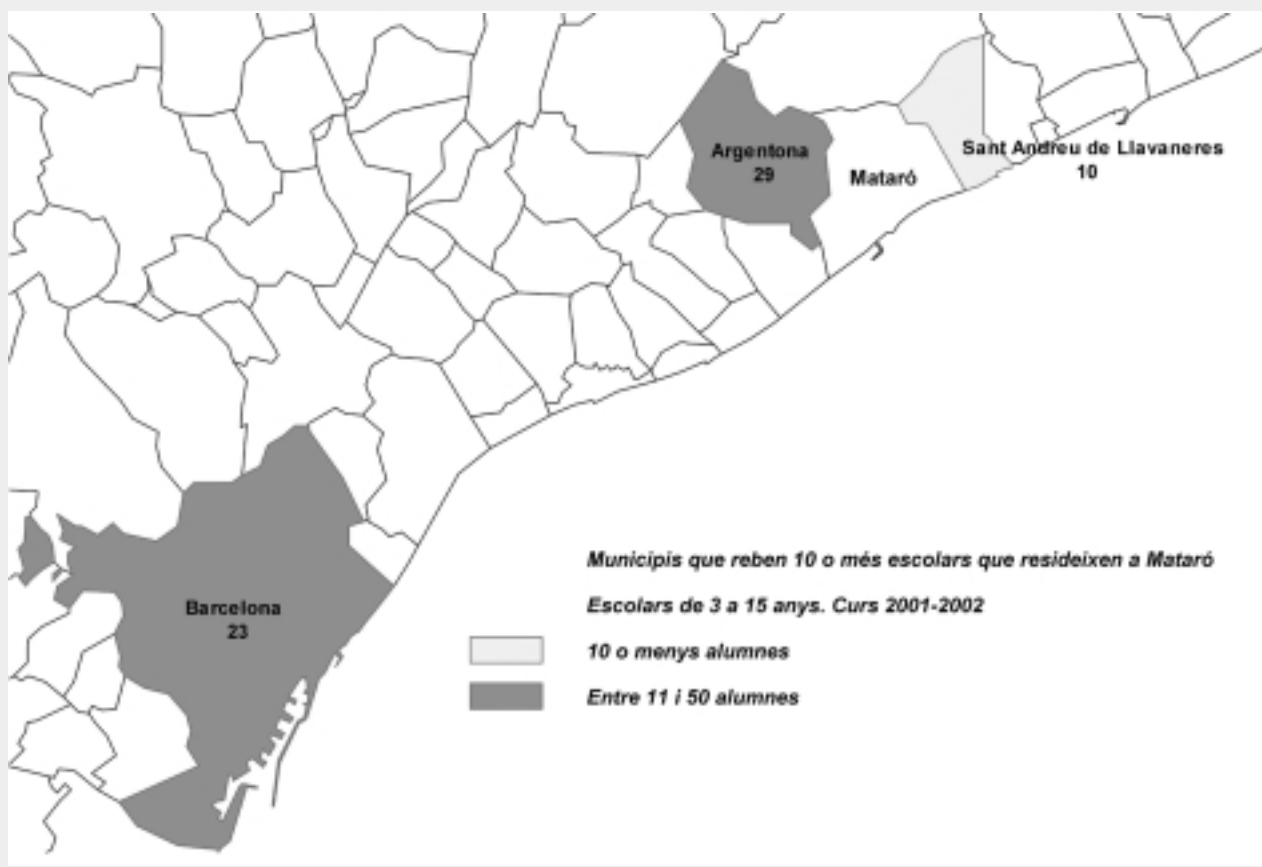 Argentona
29
Mataró
Sant Andreu de Llavaneres
10
Municipis que reben 10 o més escolars que resideixen a Mataró
Escolars de 3 a 15 anys. Curs 2001-2002
Barcelona
23
10 o menys alumnes
Entre 11 i 50 alumnes